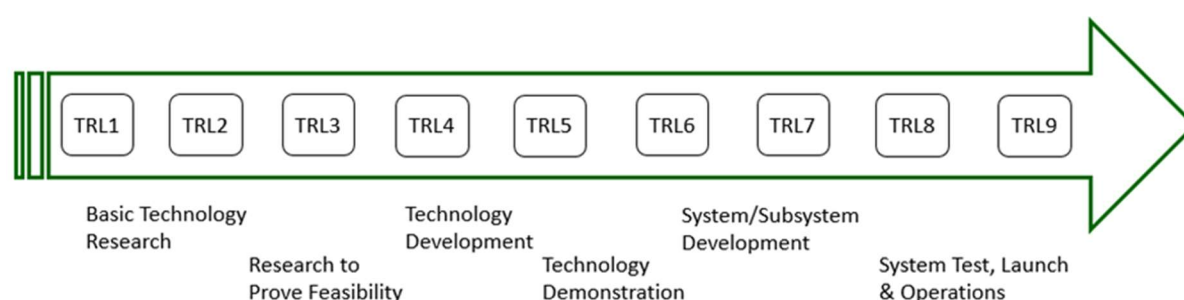 TRL1 TRL2 TRL3 TRL4 TRL5 TRL6 TRL7 TRL8 TRL9
Basic Technology
Research
Research to
Prove Feasibility
Technology
Development
Technology
Demonstration
System/Subsystem
Development
System Test, Launch
& Operations